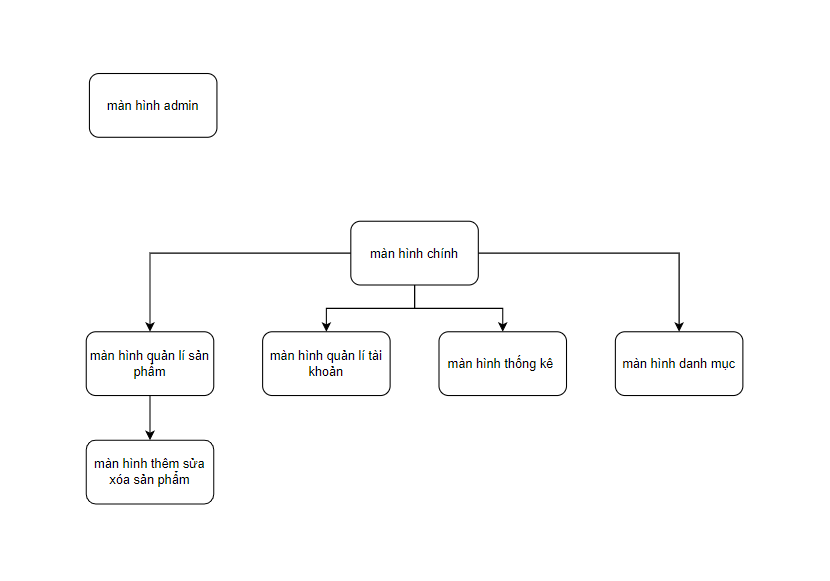 màn hình admin
màn hình chính
màn hình quản lí sản
phẩm
màn hình quản lí tài
khoản
màn hình thống kê
màn hình danh mục
màn hình thêm sửa
xóa sản phẩm